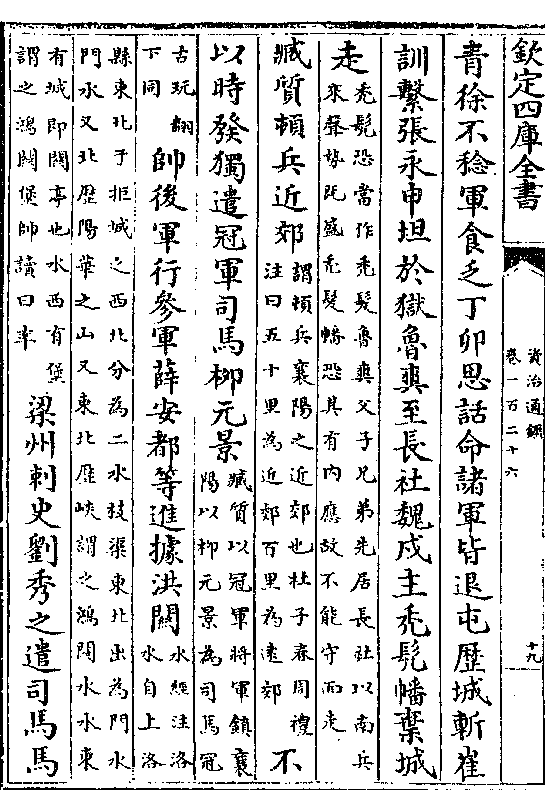 欽定四庫全書
資治通鑑
卷一百二十六
十九
青徐不稔軍食乏丁卯思話命諸軍皆退屯歴城斬崔
訓繫張永申坦於獄魯爽至長社魏戍主禿髠幡棄城
走禿髠恐當作禿髮魯爽父子兄弟先居長社以南兵
來聲勢既盛禿髮幡恐其有内應故不能守而走
臧質頓兵近郊謂頓兵襄陽之近郊也杜子春周禮
注曰五十里為近郊百里為逺郊不
以時發獨遣冠軍司馬柳元景臧質以冠軍將軍鎮襄
陽以柳元景為司馬冠
古玩翻
下同帥後軍行參軍薛安都等進據洪關水經注洛
水自上洛
縣東北于拒城之西北分為二水枝渠東北出為門水
門水又北歴陽華之山又東北歴峽謂之鴻關水水東
有城即關亭也水西有堡
謂之鴻關堡帥讀曰率梁州刺史劉秀之遣司馬馬